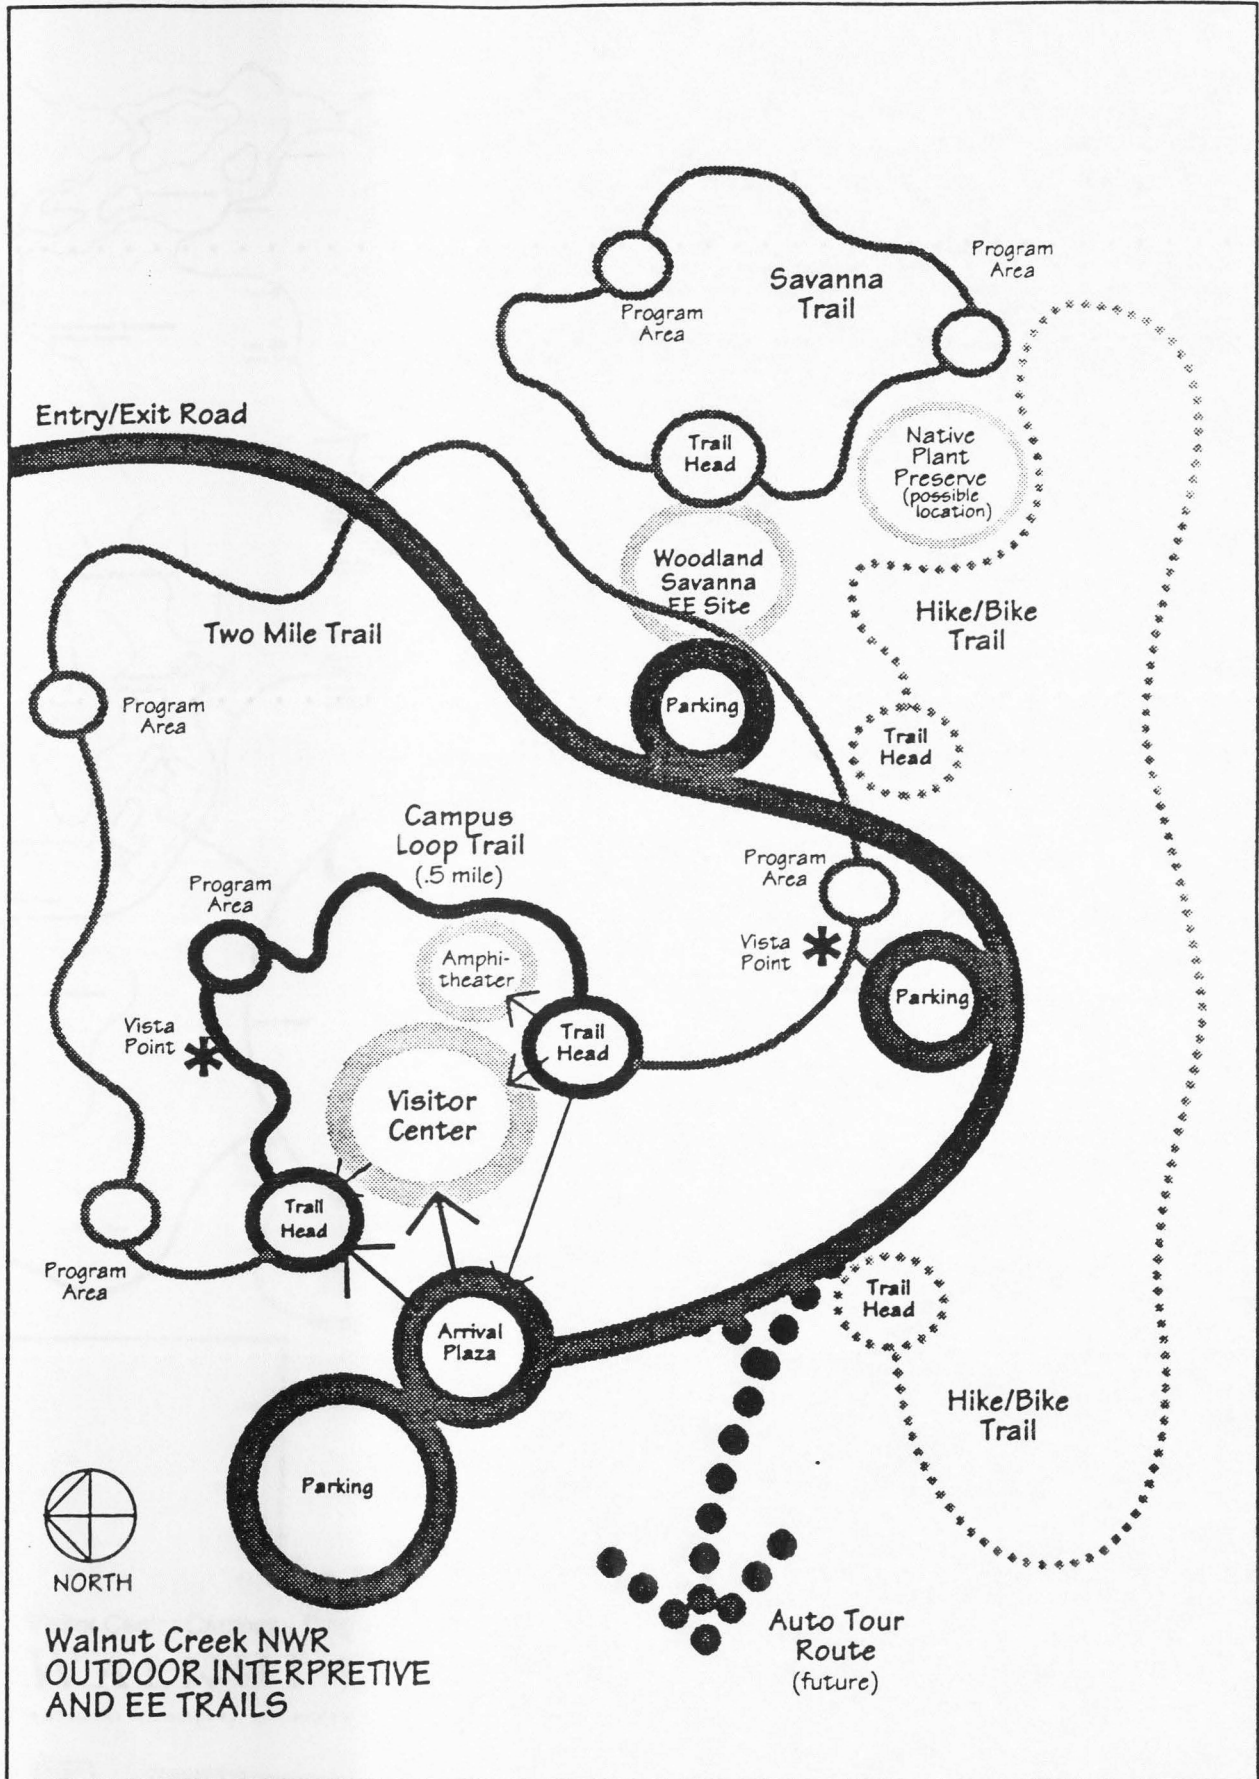 Program
Area
Savanna
Trail
Program
Area
Entry/Exit Road
Trail
Head
Native
Plant
Preserve
(possible
location)
Woodland
Savanna
EE Site
Hike/Bike
Trail
Two Mile Trail
Program
Area
Parking
Trail
Head
Campus
Loop Trail
(.5 mile)
Program
Area
Program
Area
Amphi-
theater
Vista
Point
Parking
Vista
Point
Trail
Head
Visitor
Center
Trail
Head
Program
Area
Trail
Head
Arrival
Plaza
Hike/Bike
Trail
Parking
NORTH
Auto Tour
Route
(future)
Walnut Creek NWR
OUTDOOR INTERPRETIVE
AND EE TRAILS